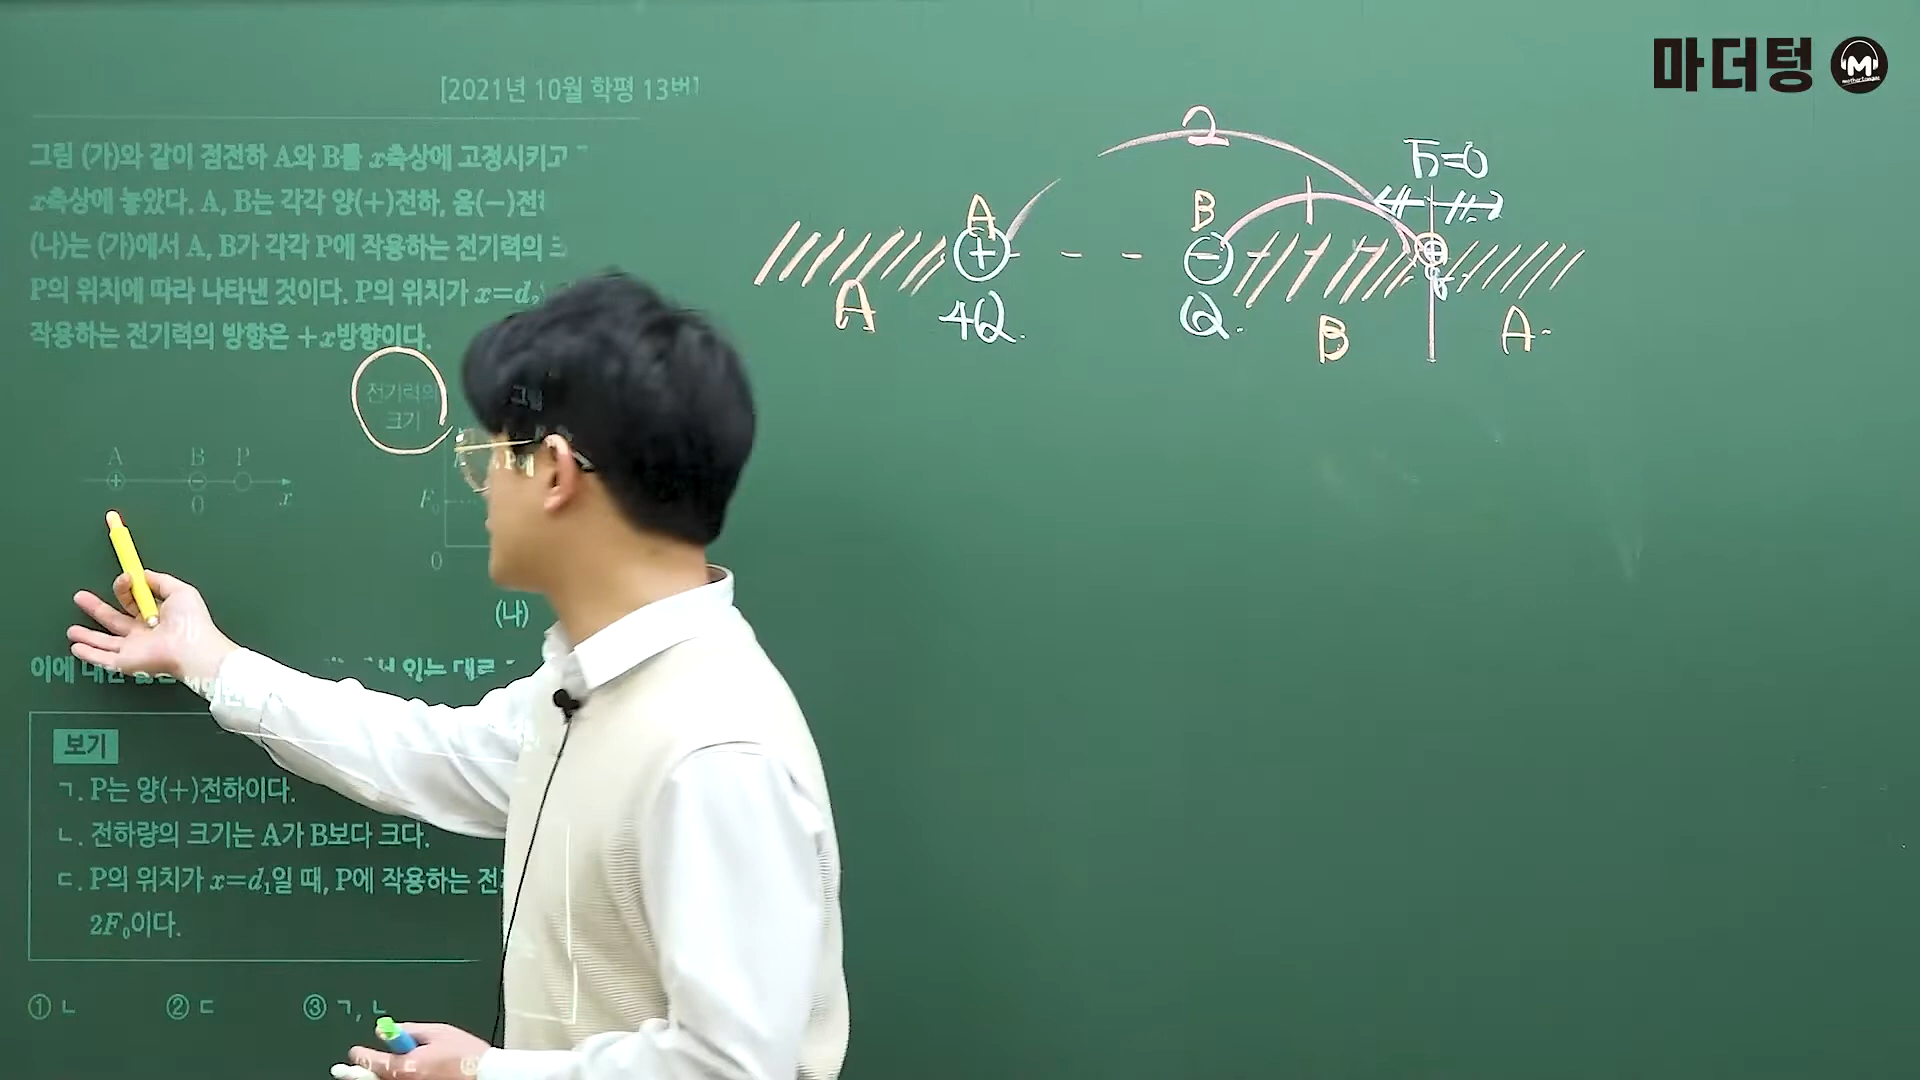 마더텅 M
[2021년 10월 학평 13번]
그림 (가)와 같이 점전하 A와 B를 x축상에 고정시키고
x축상에 놓았다. A, B는 각각 양(+)전하, 음(-)전하
(나)는 (가)에서 A, B가 각각 P에 작용하는 전기력의 크
P의 위치에 따라 나타낸 것이다. P의 위치가 x=d₂
작용하는 전기력의 방향은 +x방향이다.
전기력의
크기
A B P
+ − x
0
F₀
0
(나)
이에 대한
보기
ㄱ. P는 양(+)전하이다.
ㄴ. 전하량의 크기는 A가 B보다 크다.
ㄷ. P의 위치가 x=d₁일 때, P에 작용하는 전
2F₀이다.
① ㄴ ② ㄷ ③ ㄱ, ㄴ
2
1
A B
+ − +
4Q Q.
A B A